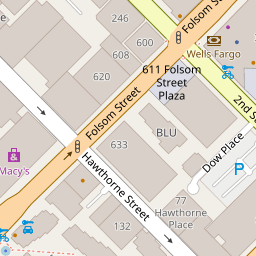 246
608
600
620
Folsom Street
Wells Fargo
611 Folsom
Street
Plaza
2nd S
Folsom Street
BLU
Dow Place
633
P
Macy's
Hawthorne Street
77
Hawthorne
Place
132